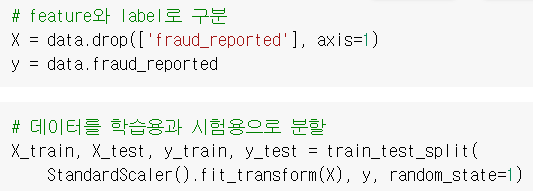 # feature와 label로 구분
X = data.drop(['fraud_reported'], axis=1)
y = data.fraud_reported
# 데이터를 학습용과 시험용으로 분할
X_train, X_test, y_train, y_test = train_test_split(
    StandardScaler().fit_transform(X), y, random_state=1)